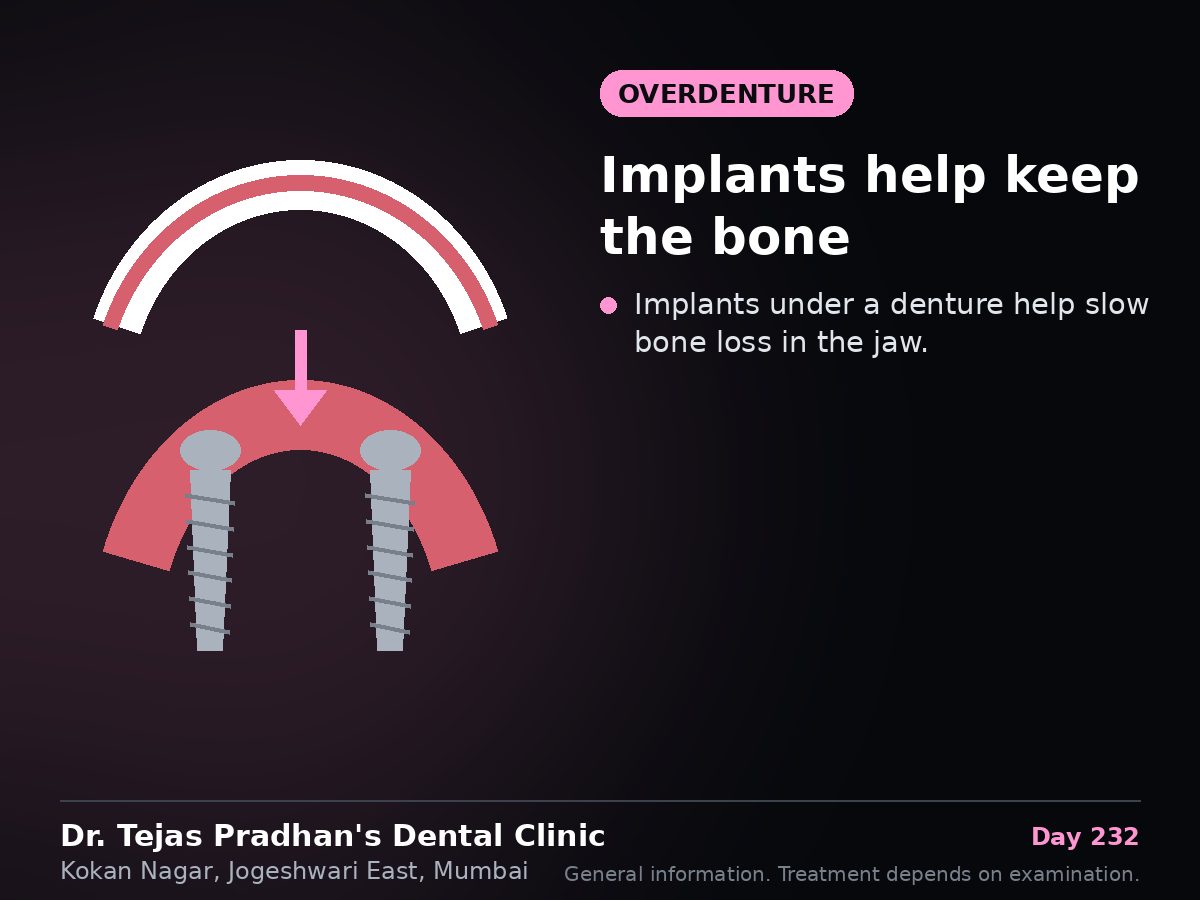 OVERDENTURE
Implants help keep
the bone
Implants under a denture help slow
bone loss in the jaw.
Dr. Tejas Pradhan's Dental Clinic
Day 232
Kokan Nagar, Jogeshwari East, Mumbai
General information. Treatment depends on examination.